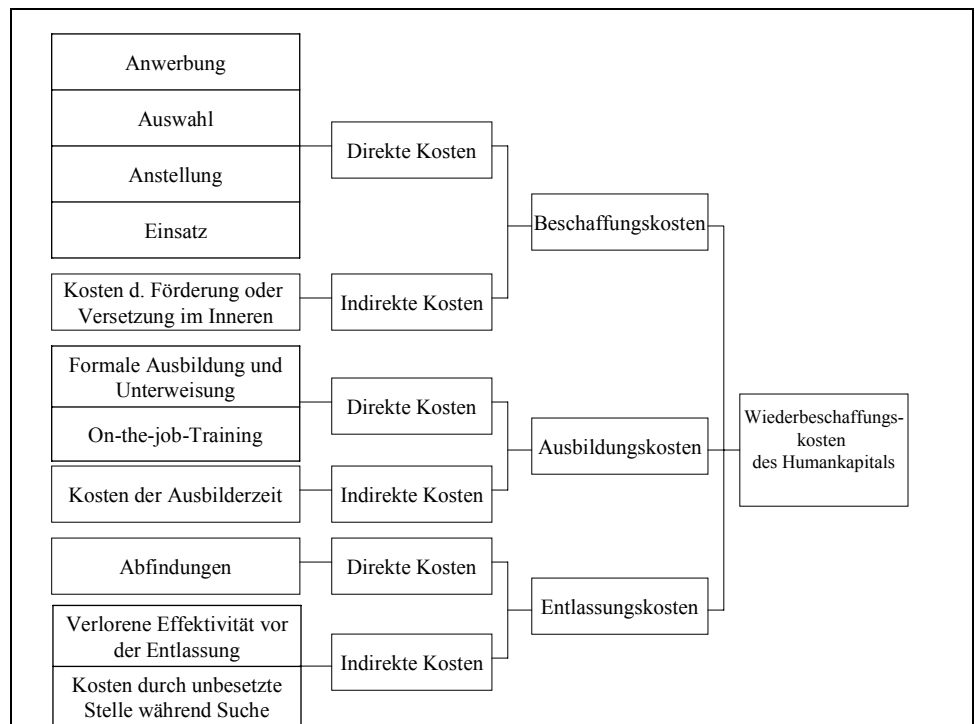 Anwerbung
Auswahl
Anstellung
Einsatz
Direkte Kosten
Kosten d. Förderung oder
Versetzung im Inneren
Indirekte Kosten
Beschaffungskosten
Formale Ausbildung und
Unterweisung
On-the-job-Training
Direkte Kosten
Kosten der Ausbilderzeit
Indirekte Kosten
Ausbildungskosten
Abfindungen
Direkte Kosten
Verlorene Effektivität vor
der Entlassung
Kosten durch unbesetzte
Stelle während Suche
Indirekte Kosten
Entlassungskosten
Wiederbeschaffungs-
kosten
des Humankapitals